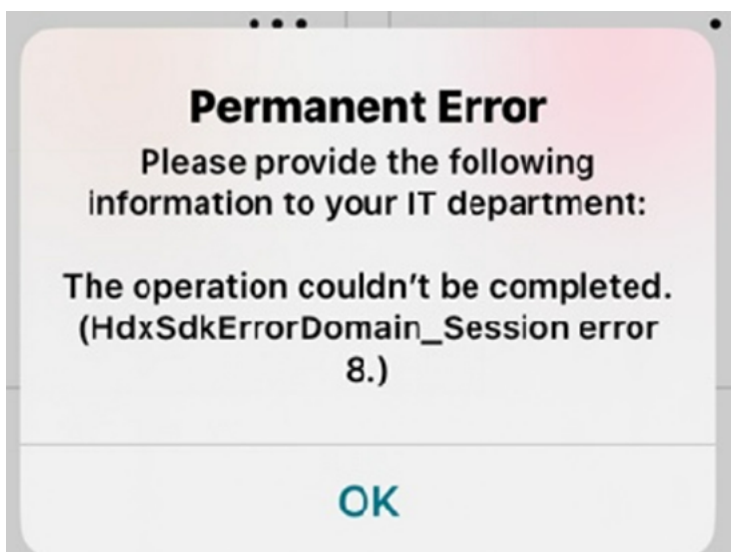 Permanent Error
Please provide the following
information to your IT department:
The operation couldn't be completed.
(HdxSdkErrorDomain_Session error
8.)
OK